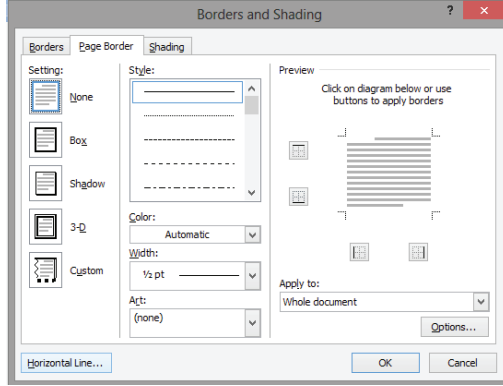 Borders and Shading
?
×
Borders
Page Border
Shading
Setting:
None
Box
Shadow
3-D
Custom
Style:
Color:
Automatic
Width:
½ pt
Art:
(none)
Preview
Click on diagram below or use
buttons to apply borders
Apply to:
Whole document
Options...
Horizontal Line...
OK
Cancel